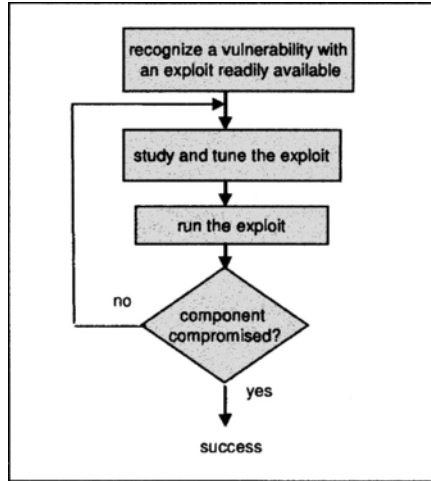 recognize a vulnerability with
an exploit readily available
study and tune the exploit
run the exploit
component
compromised?
no
yes
success